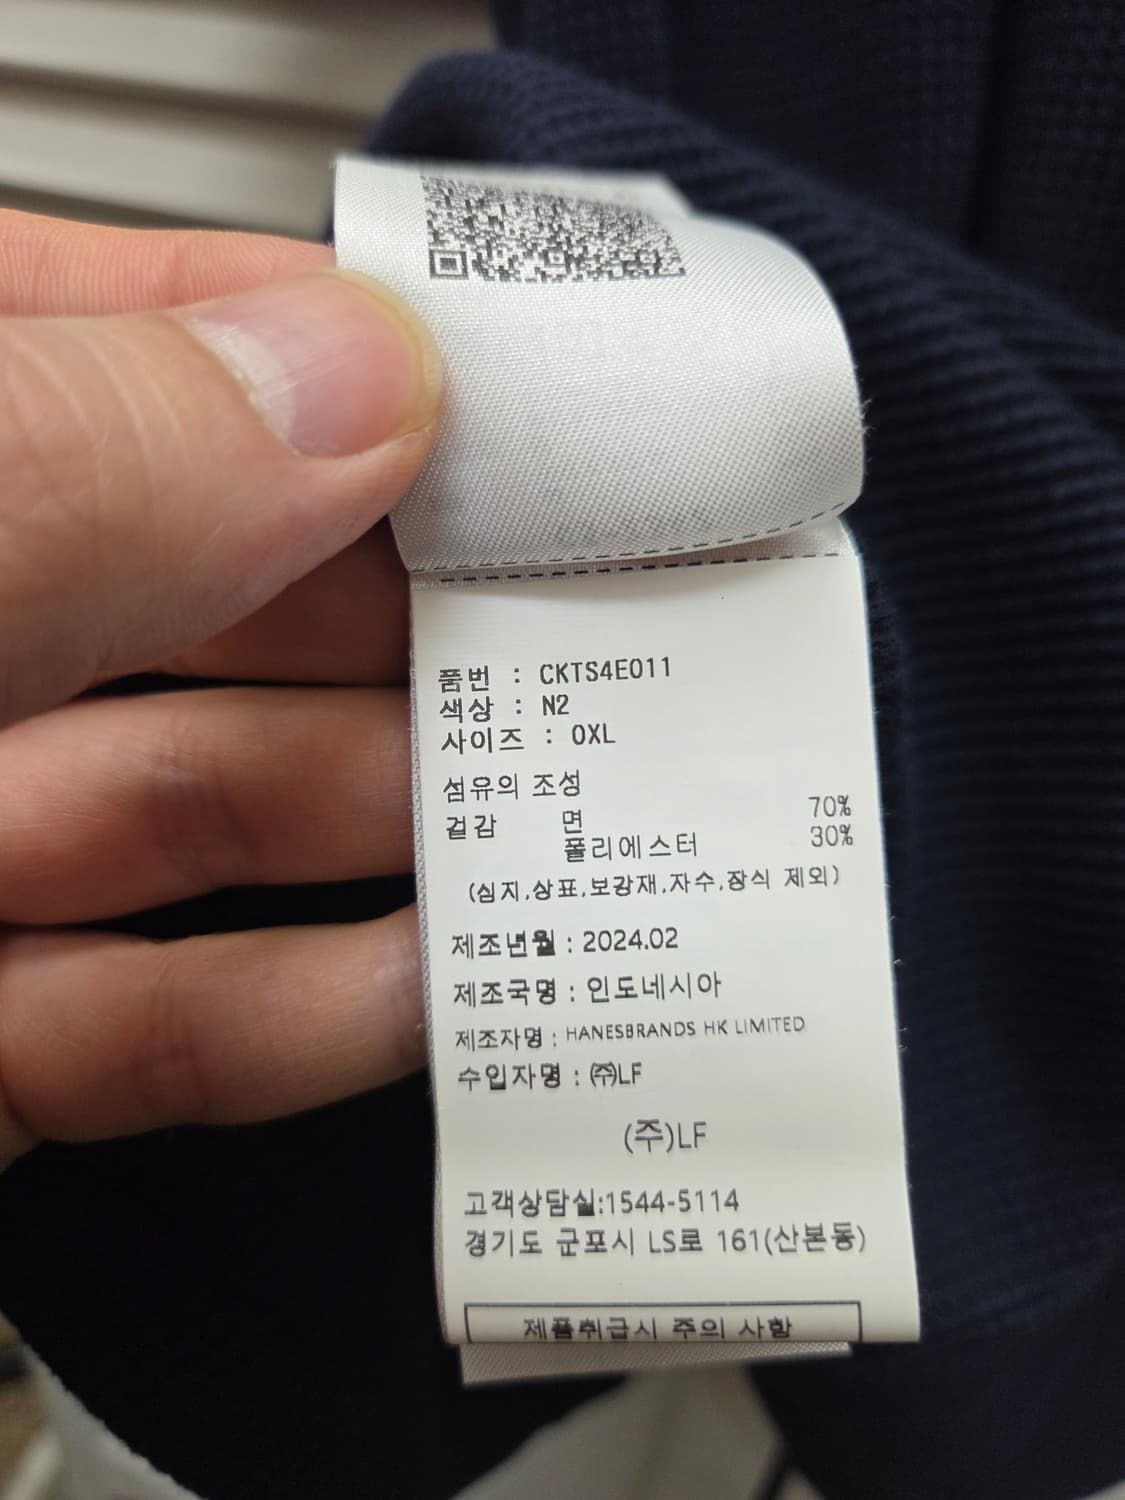 품번 : CKTS4E011
색상 : N2
사이즈 : OXL
섬유의 조성
겉감 면 70%
폴리에스터 30%
(심지,상표,보강재,자수,장식 제외)
제조년월 : 2024.02
제조국명 : 인도네시아
제조자명 : HANESBRANDS HK LIMITED
수입자명 : ㈜LF
(주)LF
고객상담실:1544-5114
경기도 군포시 LS로 161(산본동)
제품취급시 주의 사항